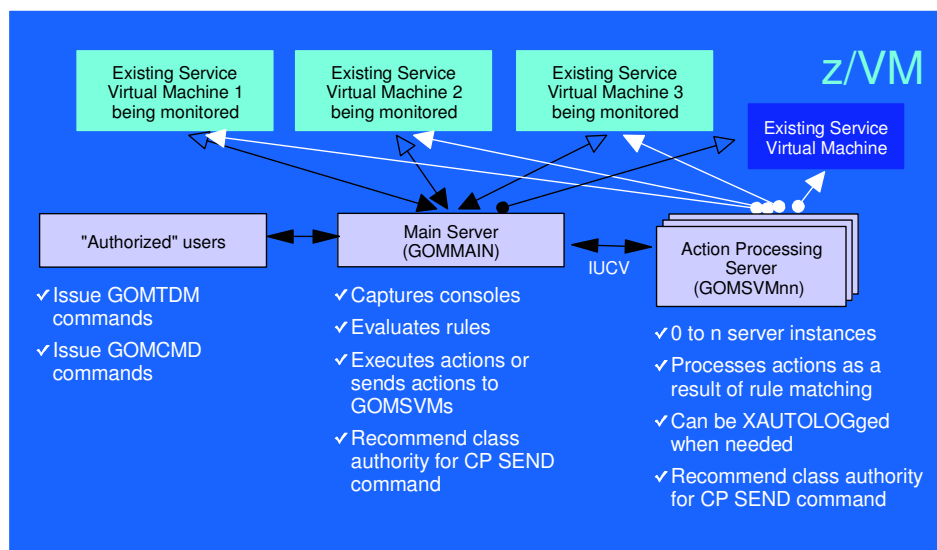 z/VM
Existing Service
Virtual Machine 1
being monitored
Existing Service
Virtual Machine 2
being monitored
Existing Service
Virtual Machine 3
being monitored
Existing Service
Virtual Machine
"Authorized" users
Main Server
(GOMMAIN)
IUCV
Action Processing
Server
(GOMSVMnn)
✓Issue GOMTDM
commands
✓Issue GOMCMD
commands
✓Captures consoles
✓Evaluates rules
✓Executes actions or
sends actions to
GOMSVMs
✓Recommend class
authority for CP SEND
command
✓0 to n server instances
✓Processes actions as a
result of rule matching
✓Can be XAUTOLOGged
when needed
✓Recommend class authority
for CP SEND command